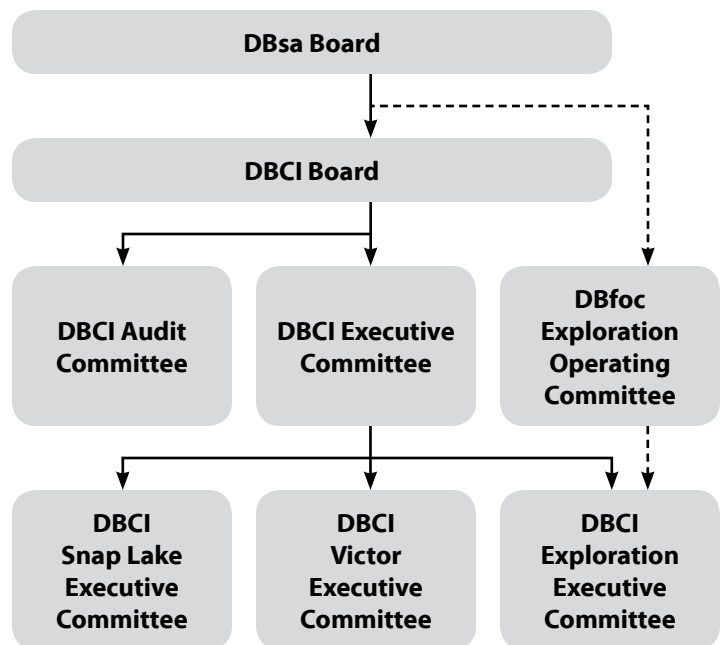 DBsa Board
DBCI Board
DBCI Audit
Committee
DBCI Executive
Committee
DBfoc
Exploration
Operating
Committee
DBCI
Snap Lake
Executive
Committee
DBCI
Victor
Executive
Committee
DBCI
Exploration
Executive
Committee